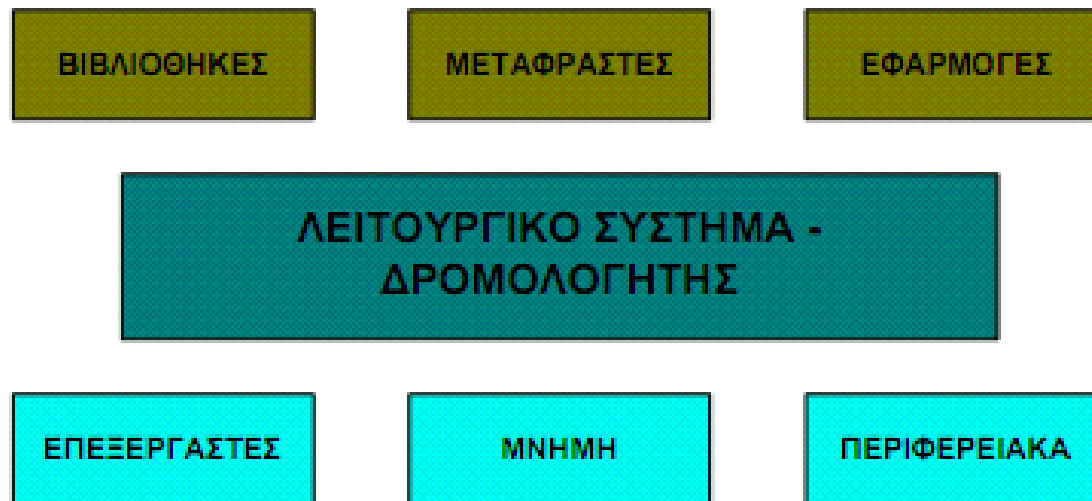 ΒΙΒΛΙΟΘΗΚΕΣ
ΜΕΤΑΦΡΑΣΤΕΣ
ΕΦΑΡΜΟΓΕΣ
ΛΕΙΤΟΥΡΓΙΚΟ ΣΥΣΤΗΜΑ -
ΔΡΟΜΟΛΟΓΗΤΗΣ
ΕΠΕΞΕΡΓΑΣΤΕΣ
ΜΝΗΜΗ
ΠΕΡΙΦΕΡΕΙΑΚΑ